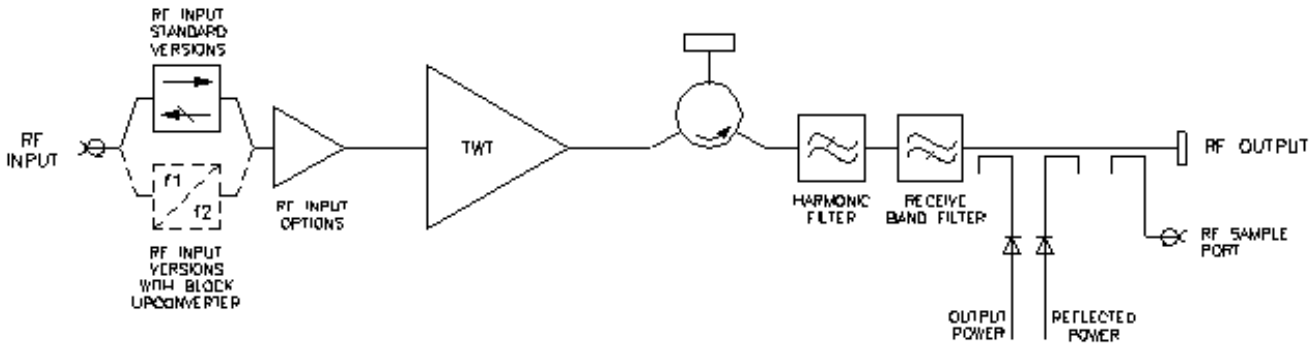 RF INPUT
STANDARD
VERSIONS
RF
INPUT
f1
f2
RF INPUT
VERSIONS
WITH BLOCK
UPCONVERTER
RF INPUT
OPTIONS
TWT
HARMONIC
FILTER
RECEIVE
BAND FILTER
RF OUTPUT
RF SAMPLE
PORT
OUTPUT
POWER
REFLECTED
POWER